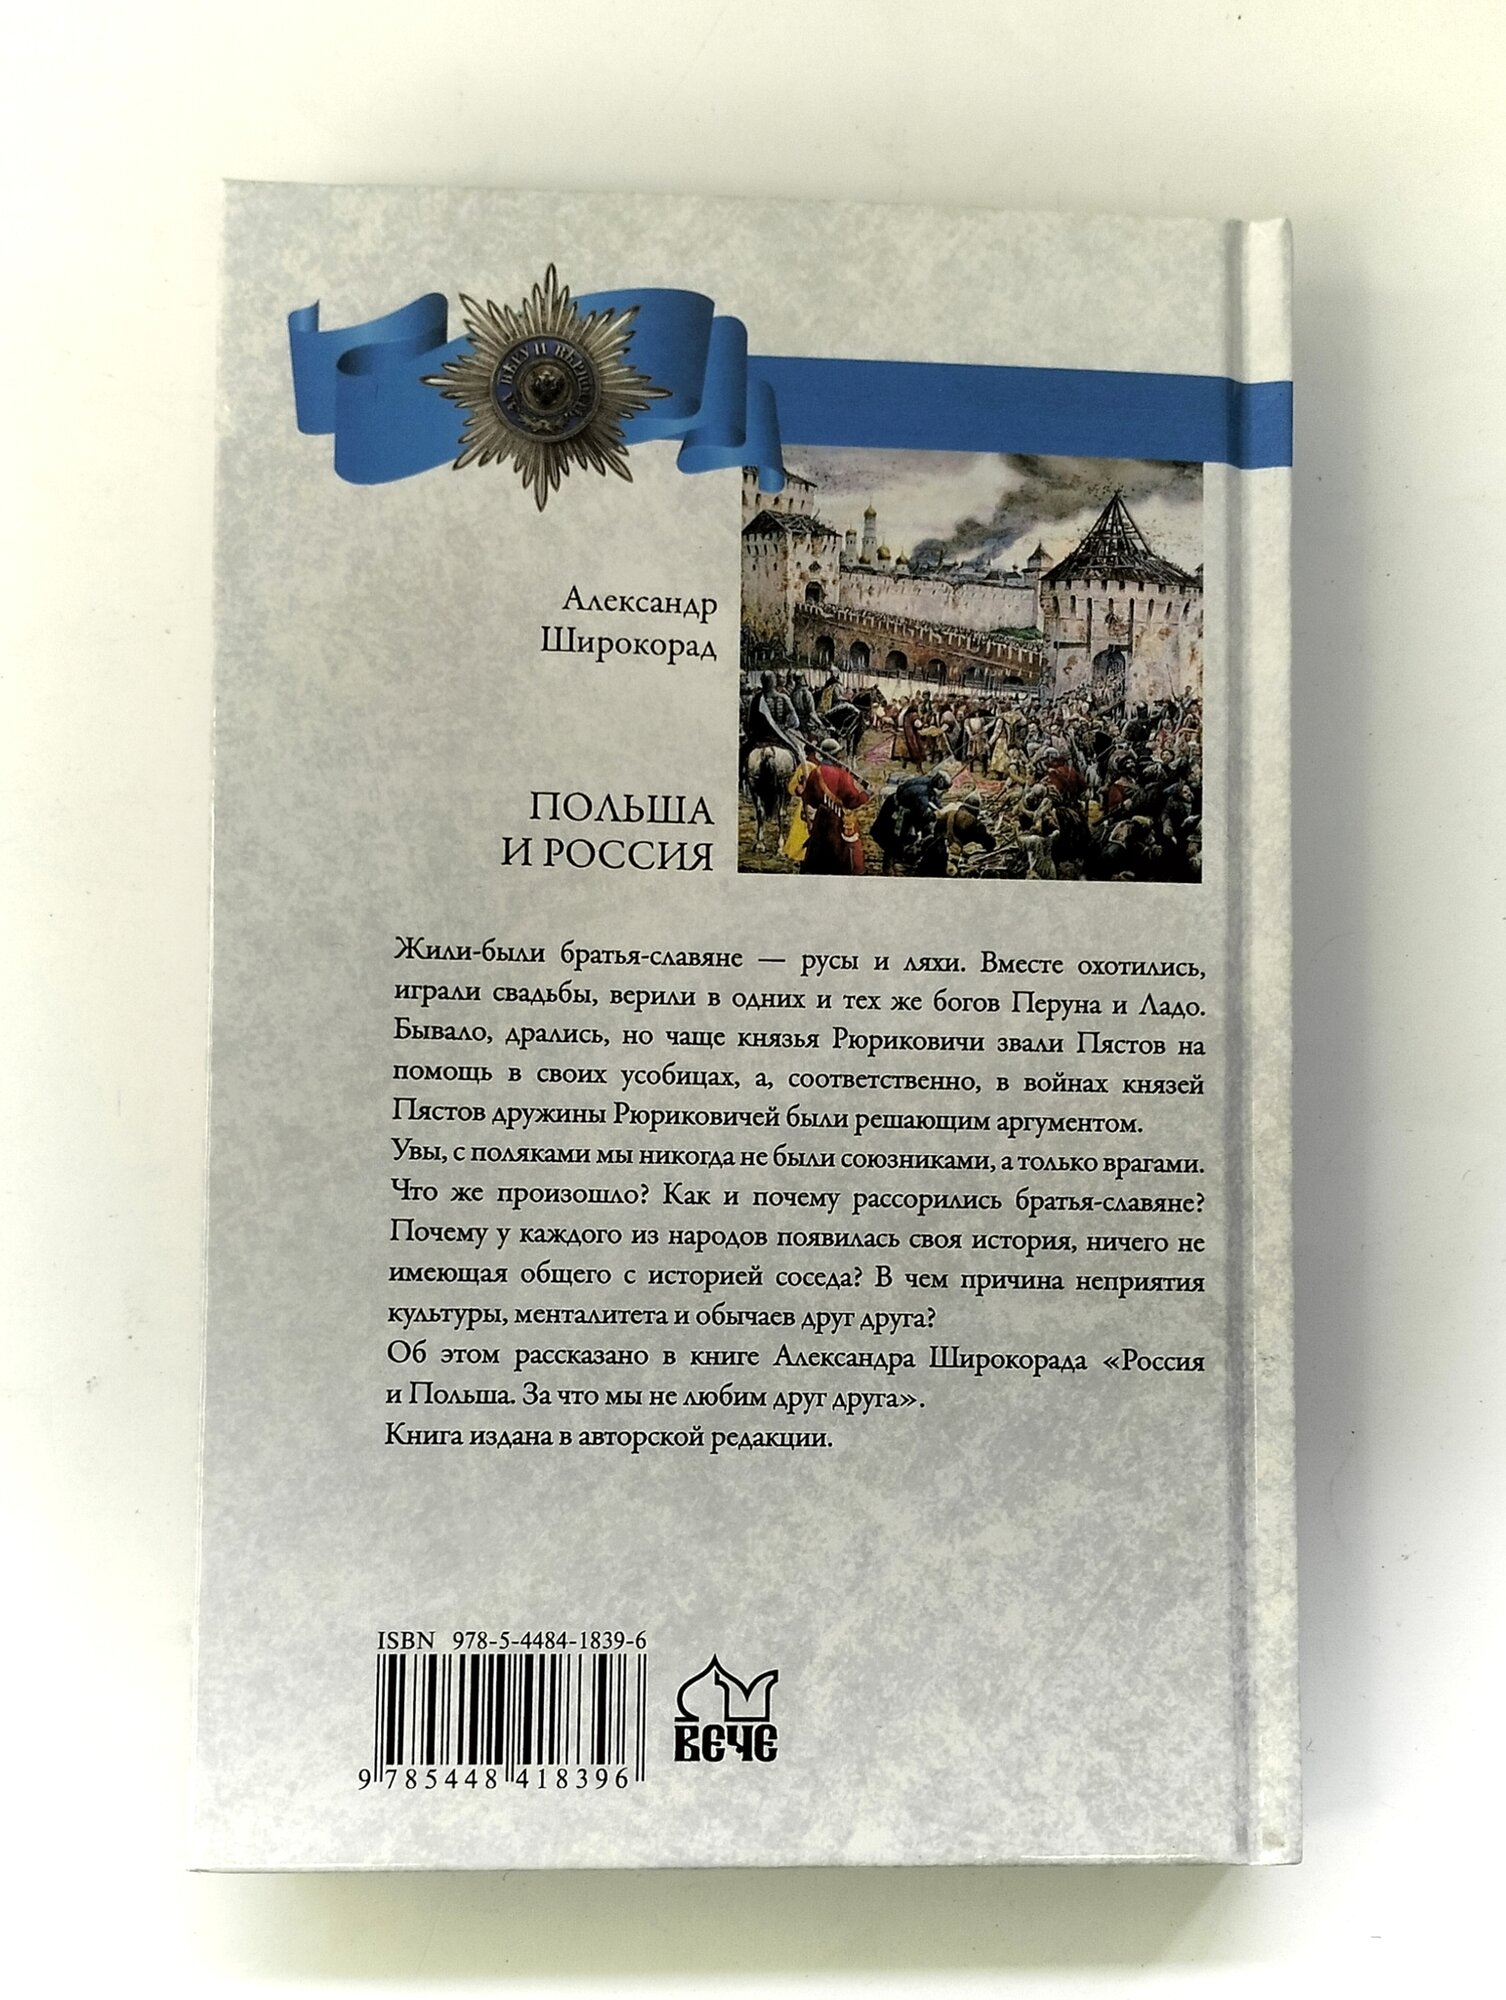 ЗА ВѢРУ И ВѢРНОСТЬ
Александр
Широкорад
ПОЛЬША
И РОССИЯ
Жили-были братья-славяне — русы и ляхи. Вместе охотились,
играли свадьбы, верили в одних и тех же богов Перуна и Ладо.
Бывало, дрались, но чаще князья Рюриковичи звали Пястов на
помощь в своих усобицах, а, соответственно, в войнах князей
Пястов дружины Рюриковичей были решающим аргументом.
Увы, с поляками мы никогда не были союзниками, а только врагами.
Что же произошло? Как и почему рассорились братья-славяне?
Почему у каждого из народов появилась своя история, ничего не
имеющая общего с историей соседа? В чем причина неприятия
культуры, менталитета и обычаев друг друга?
Об этом рассказано в книге Александра Широкорада «Россия
и Польша. За что мы не любим друг друга».
Книга издана в авторской редакции.
ISBN 978-5-4484-1839-6
9 785448 418396
ВЕЧЕ